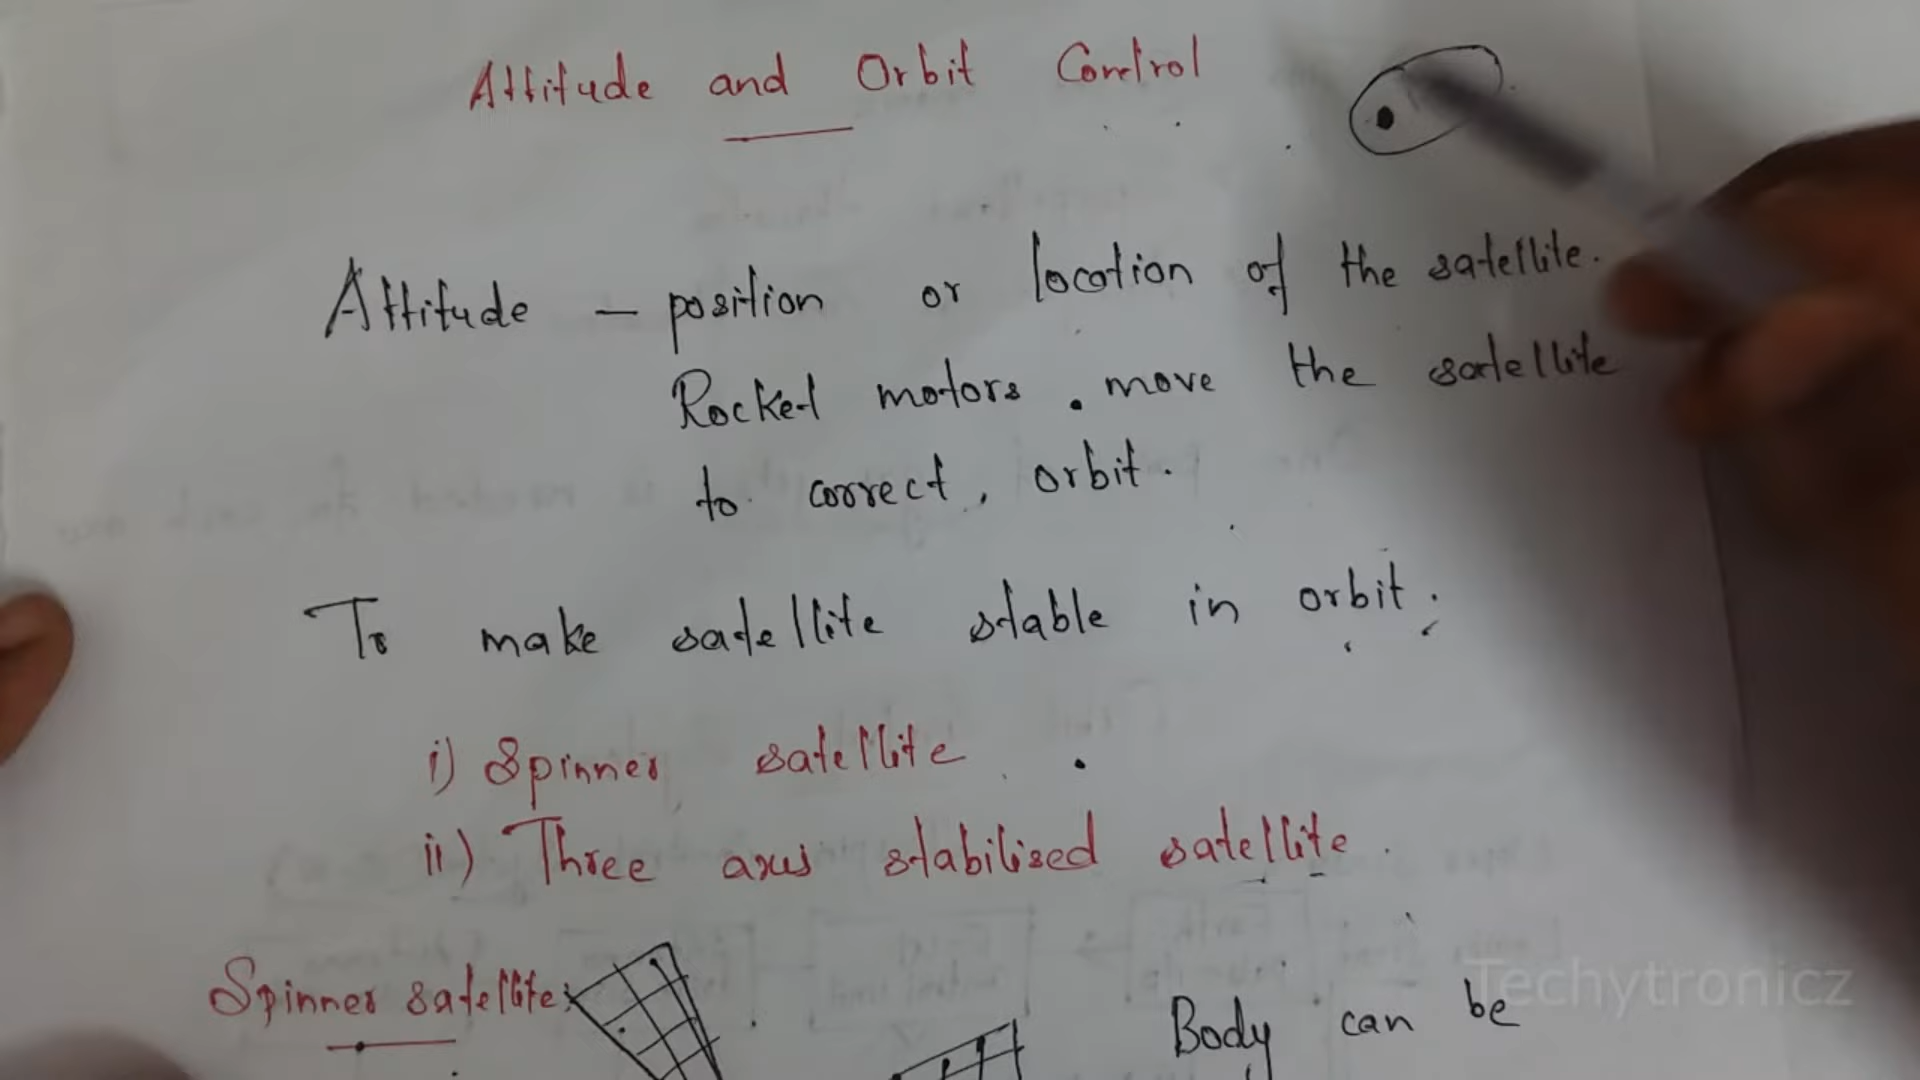 Attitude and Orbit Control
Attitude – position or location of the satellite.
Rocket motors move the satellite
to correct orbit.
To make satellite stable in orbit.
i) Spinner satellite
ii) Three axis stabilised satellite.
Spinner satellite:
Body can be
Techytronicz